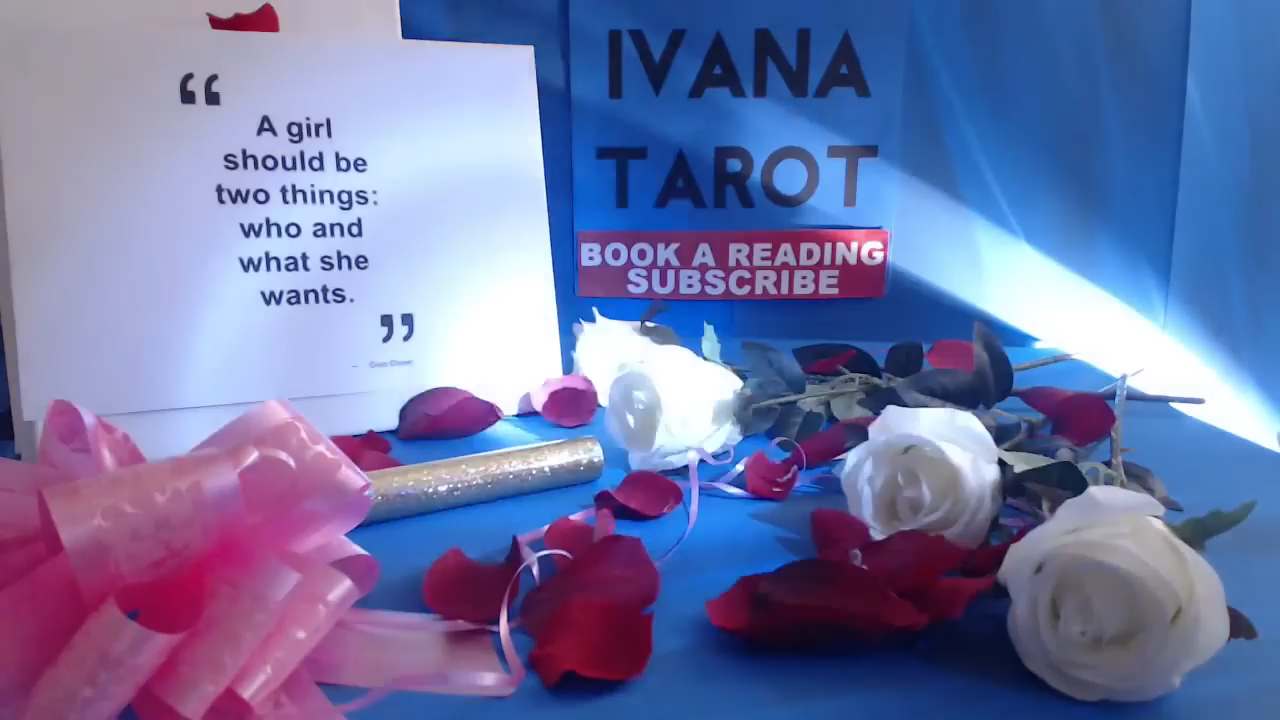 “
A girl
should be
two things:
who and
what she
wants.
”
IVANA
TAROT
BOOK A READING
SUBSCRIBE